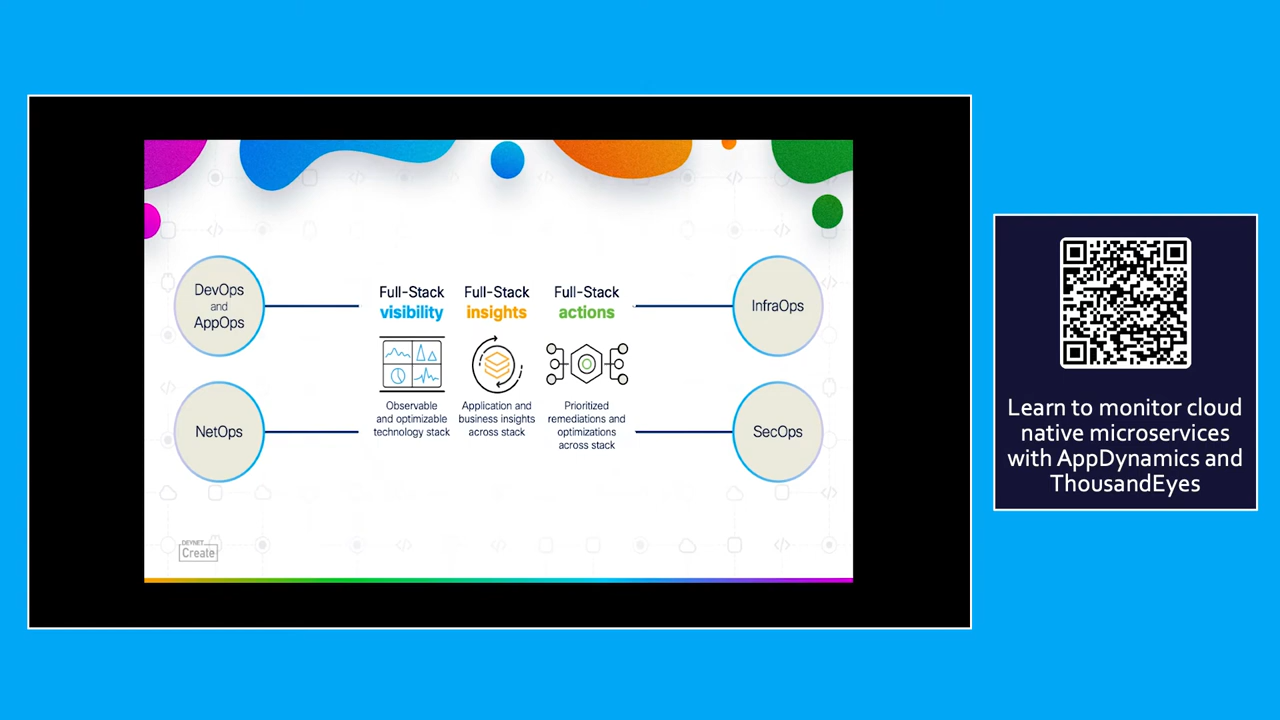 DevOps
and
AppOps
NetOps
Full-Stack
visibility
Observable
and optimizable
technology stack
Full-Stack
insights
Application and
business insights
across stack
Full-Stack
actions
Prioritized
remediations and
optimizations
across stack
InfraOps
SecOps
DEVNET
Create
Learn to monitor cloud
native microservices
with AppDynamics and
ThousandEyes